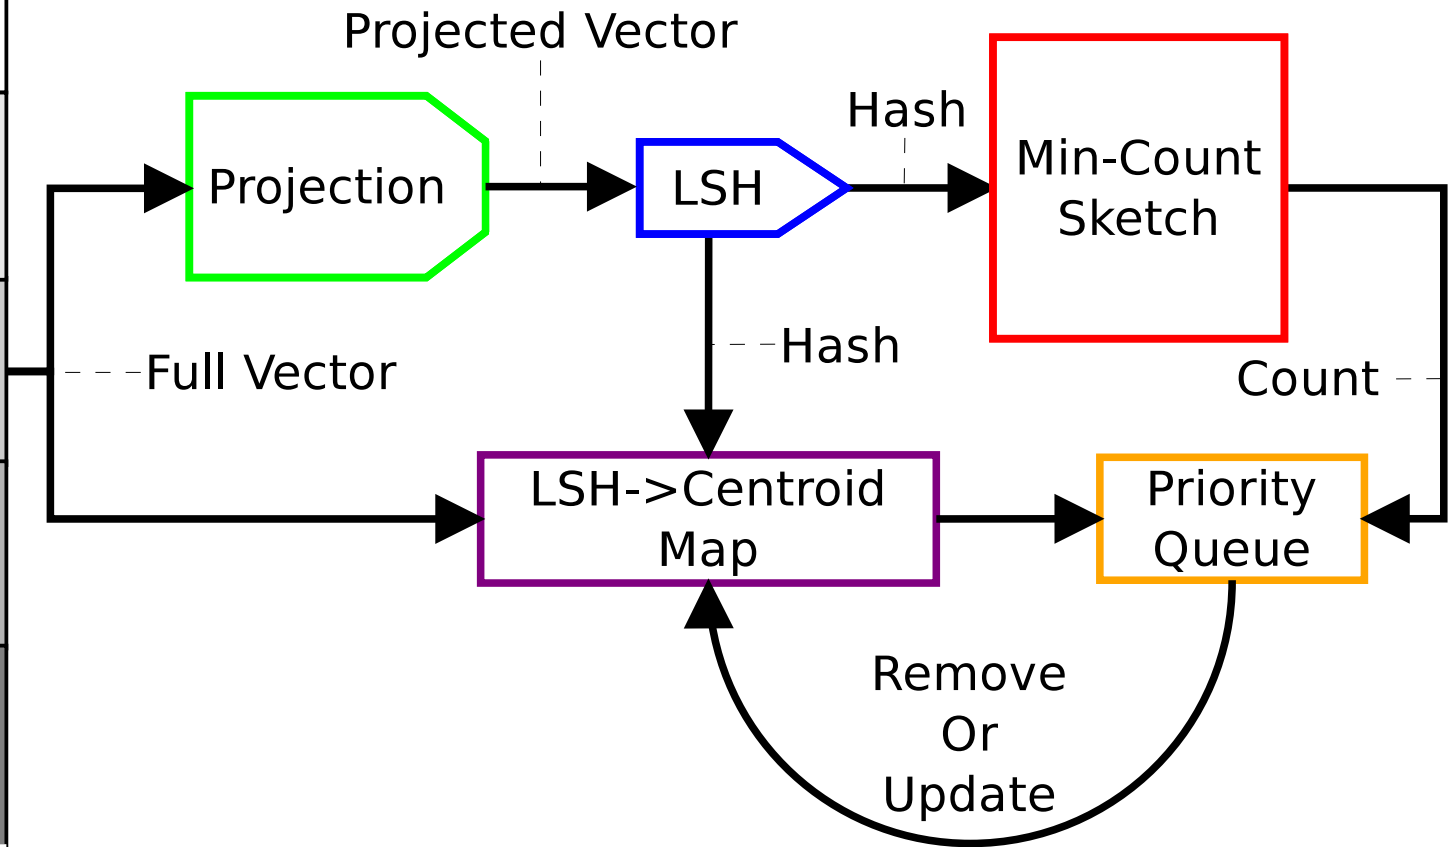 Projected Vector
Hash
Projection
LSH
Min-Count
Sketch
Hash
Full Vector
Count
LSH->Centroid
Map
Priority
Queue
Remove
Or
Update